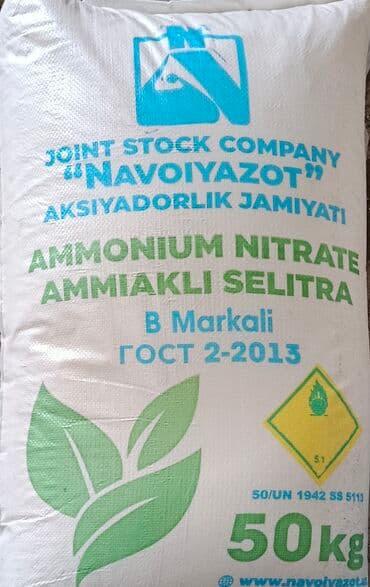 N
JOINT STOCK COMPANY
“NAVOIYAZOT”
AKSIYADORLIK JAMIYATI
AMMONIUM NITRATE
AMMIAKLI SELITRA
B Markali
ГОСТ 2-2013
5.1
50/UN 1942 SS 5113
50kg
www.navoiyazot.